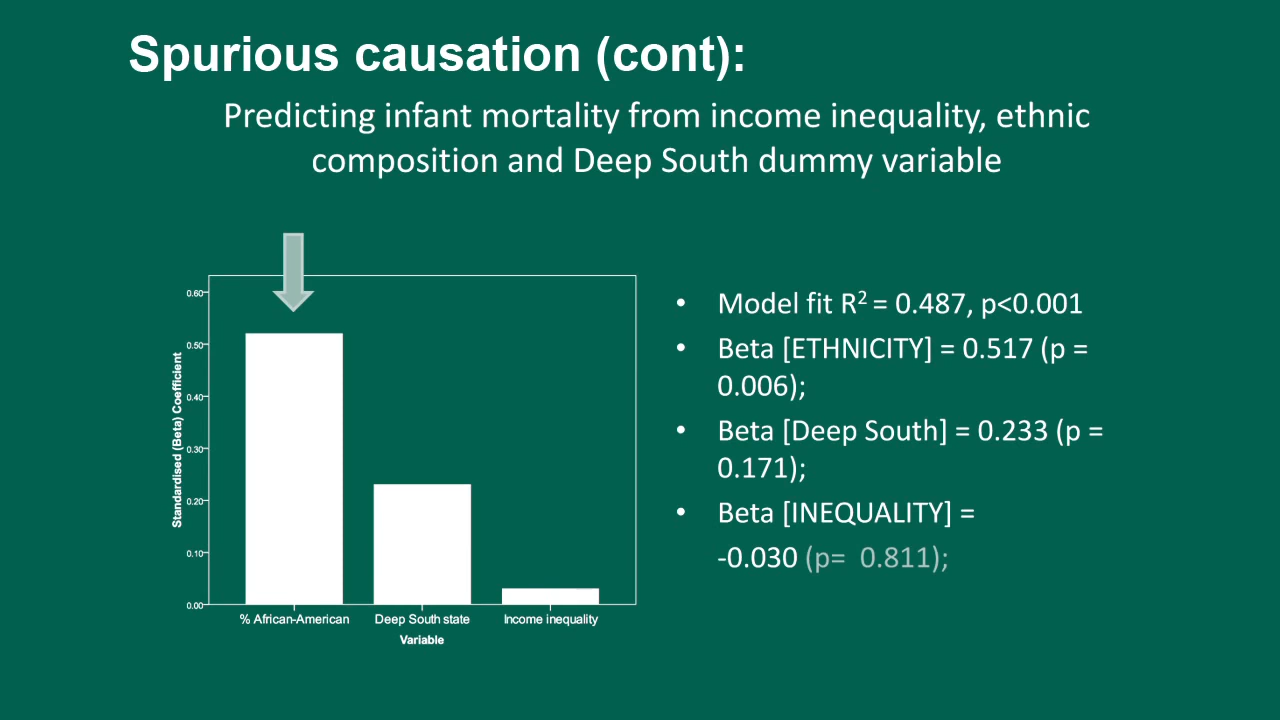 Spurious causation (cont):
Predicting infant mortality from income inequality, ethnic
composition and Deep South dummy variable
0.60
0.50
0.40
0.30
0.20
0.10
0.00
Standardised (Beta) Coefficient
% African-American
Deep South state
Income inequality
Variable
• Model fit R² = 0.487, p<0.001
• Beta [ETHNICITY] = 0.517 (p =
0.006);
• Beta [Deep South] = 0.233 (p =
0.171);
• Beta [INEQUALITY] =
-0.030 (p= 0.811);